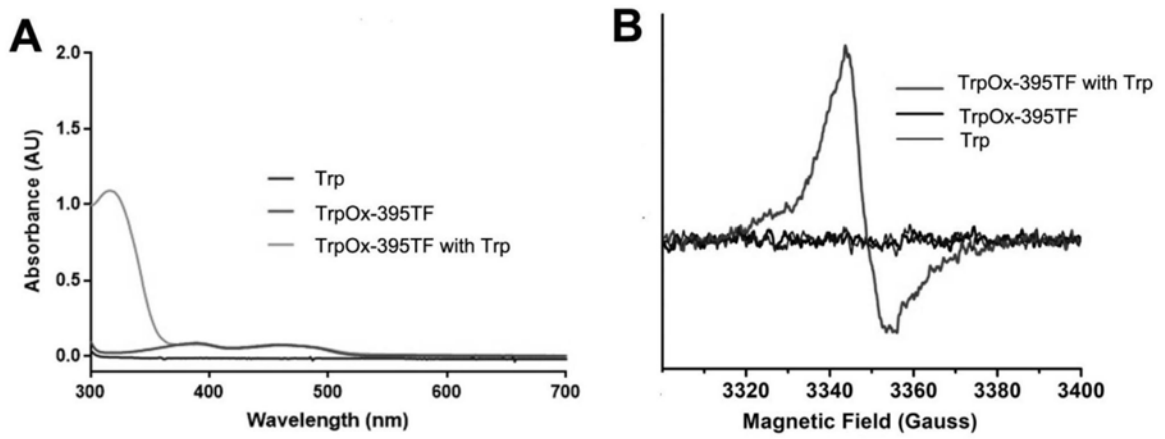 A
Absorbance (AU)
2.0
1.5
1.0
0.5
0.0
Trp
TrpOx-395TF
TrpOx-395TF with Trp
300 400 500 600 700
Wavelength (nm)
B
TrpOx-395TF with Trp
TrpOx-395TF
Trp
3320 3340 3360 3380 3400
Magnetic Field (Gauss)